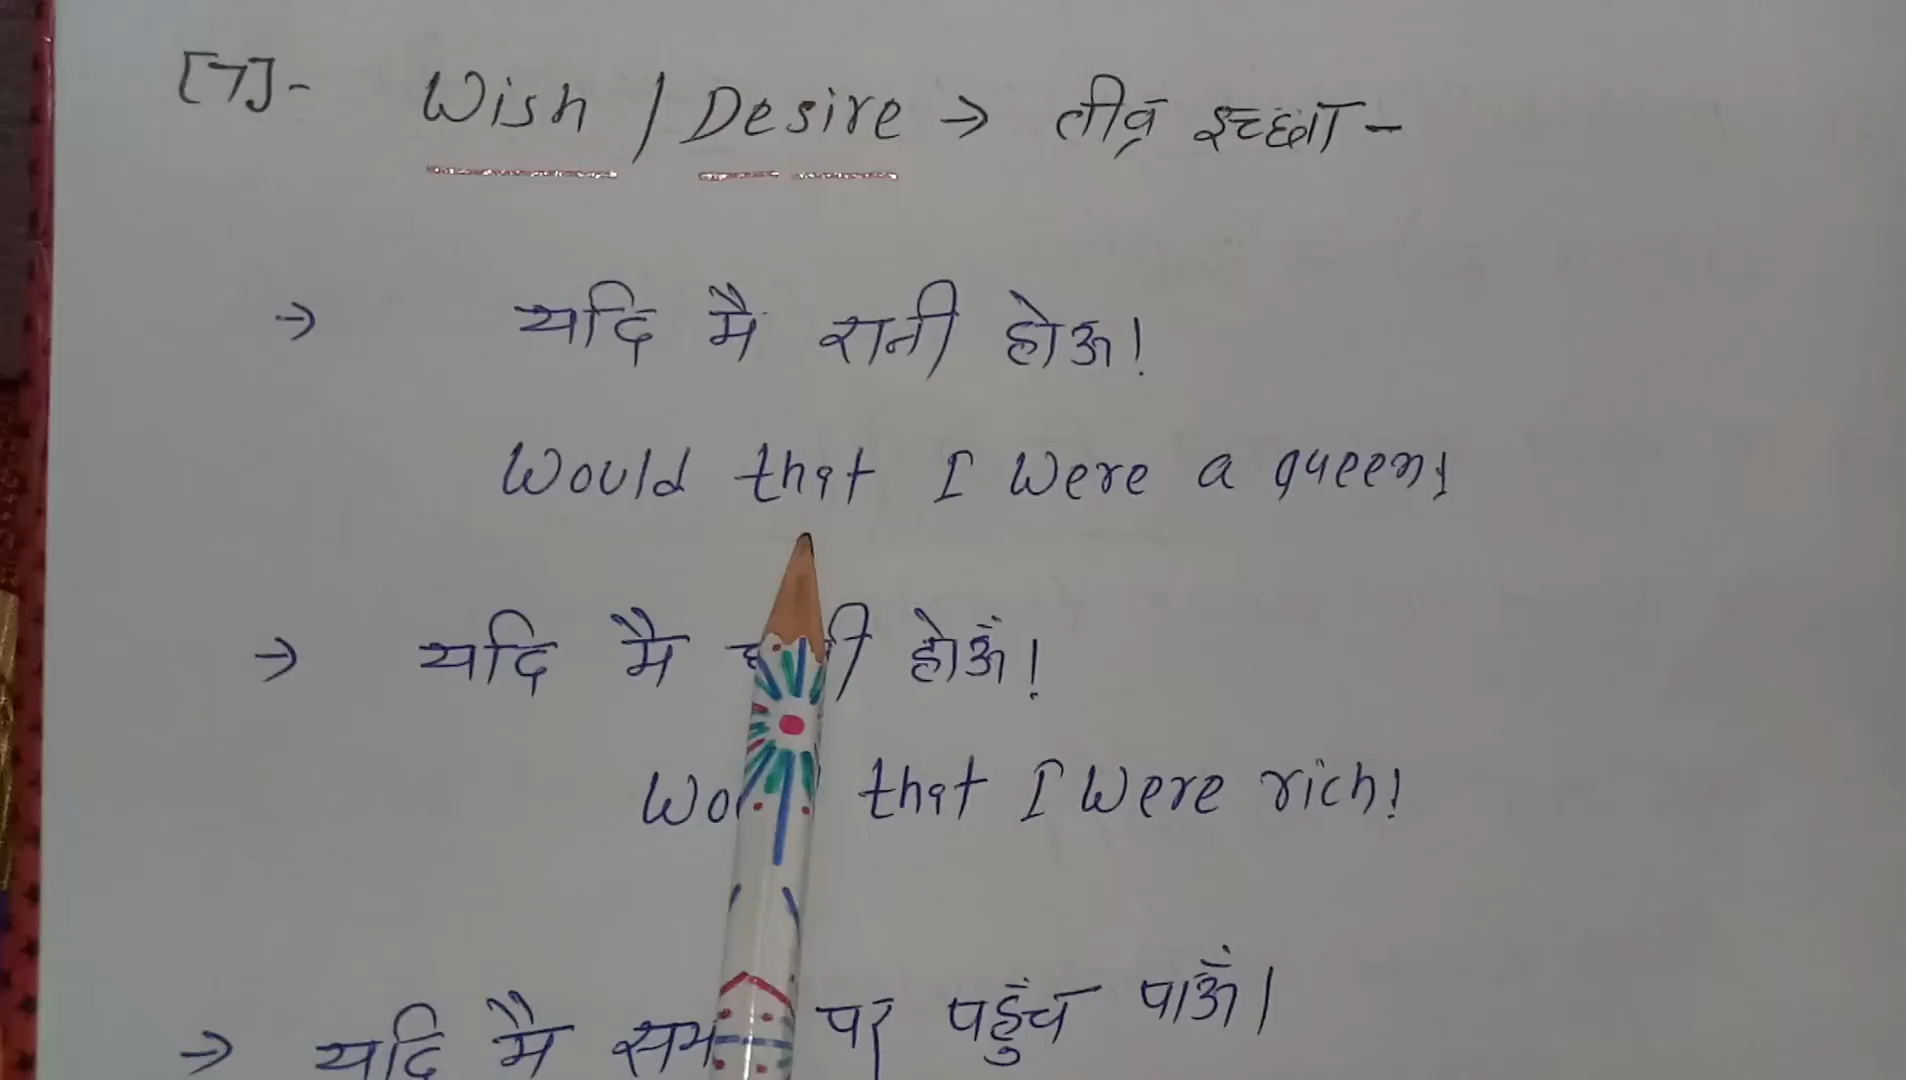 [7]- Wish / Desire → तीव्र इच्छा -
→ यदि मै रानी होऊ!
Would that I were a queen!
→ यदि मै होऊँ!
that I were rich!
→ यदि मै पर पहुँच पाऊँ।